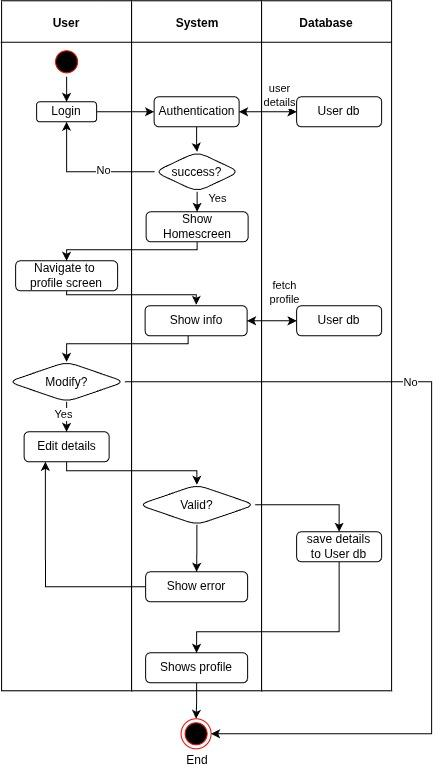 User
System
Database
user
details
Login
Authentication
User db
No
success?
Yes
Show
Homescreen
Navigate to
profile screen
fetch
profile
Show info
User db
Modify?
No
Yes
Edit details
Valid?
save details
to User db
Show error
Shows profile
End